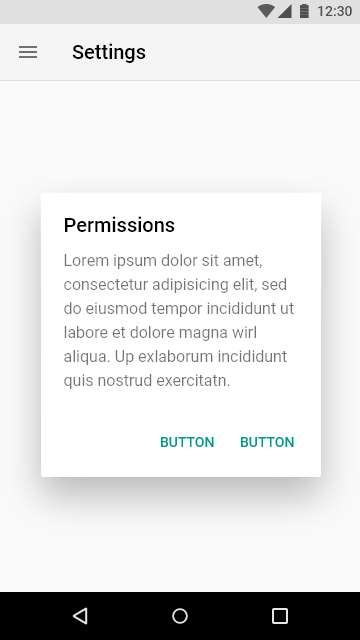 12:30
Settings
Permissions
Lorem ipsum dolor sit amet,
consectetur adipisicing elit, sed
do eiusmod tempor incididunt ut
labore et dolore magna wirl
aliqua. Up exlaborum incididunt
quis nostrud exercitatn.
BUTTON BUTTON